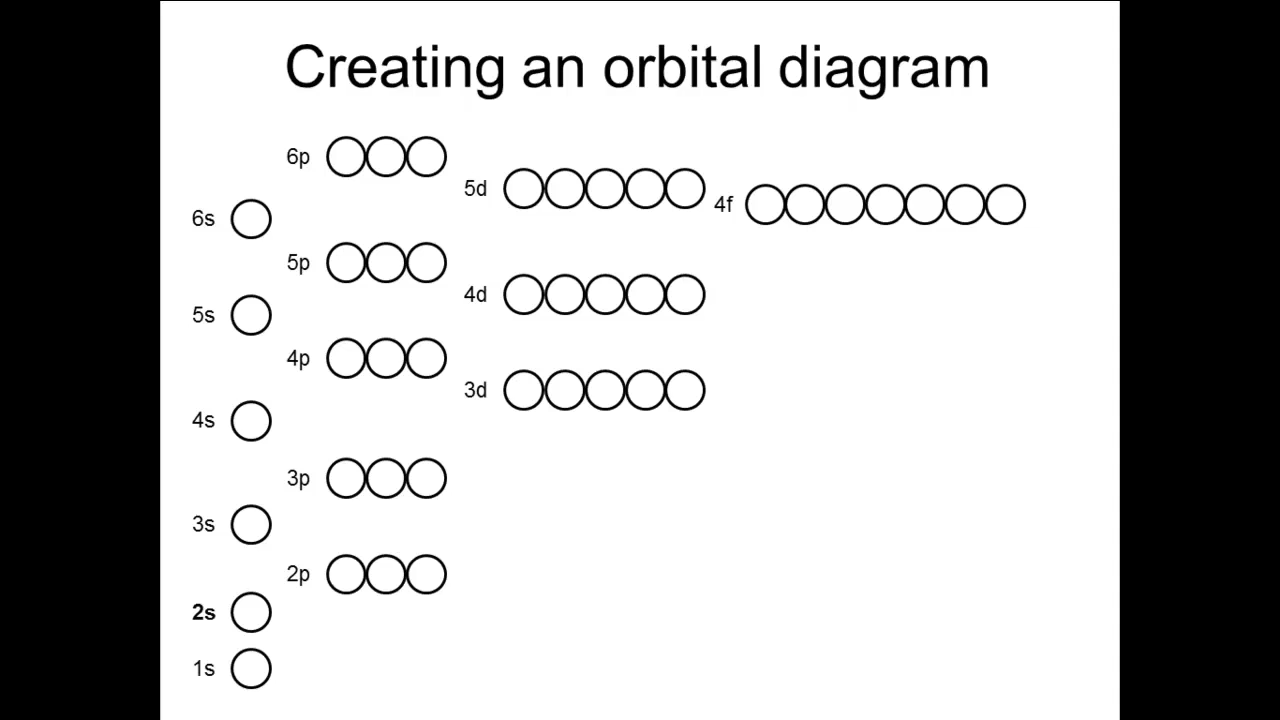 Creating an orbital diagram
6p
5d
4f
6s
5p
4d
5s
4p
3d
4s
3p
3s
2p
2s
1s